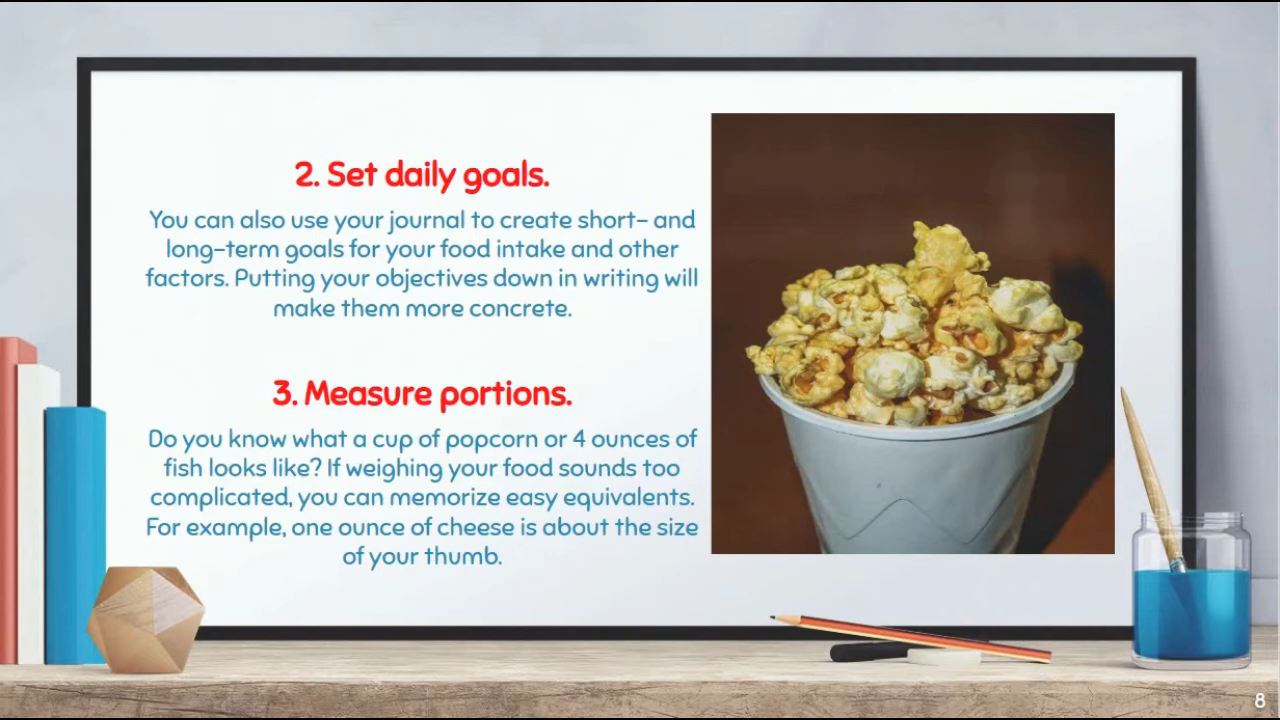 2. Set daily goals.
You can also use your journal to create short- and
long-term goals for your food intake and other
factors. Putting your objectives down in writing will
make them more concrete.
3. Measure portions.
Do you know what a cup of popcorn or 4 ounces of
fish looks like? If weighing your food sounds too
complicated, you can memorize easy equivalents.
For example, one ounce of cheese is about the size
of your thumb.
8